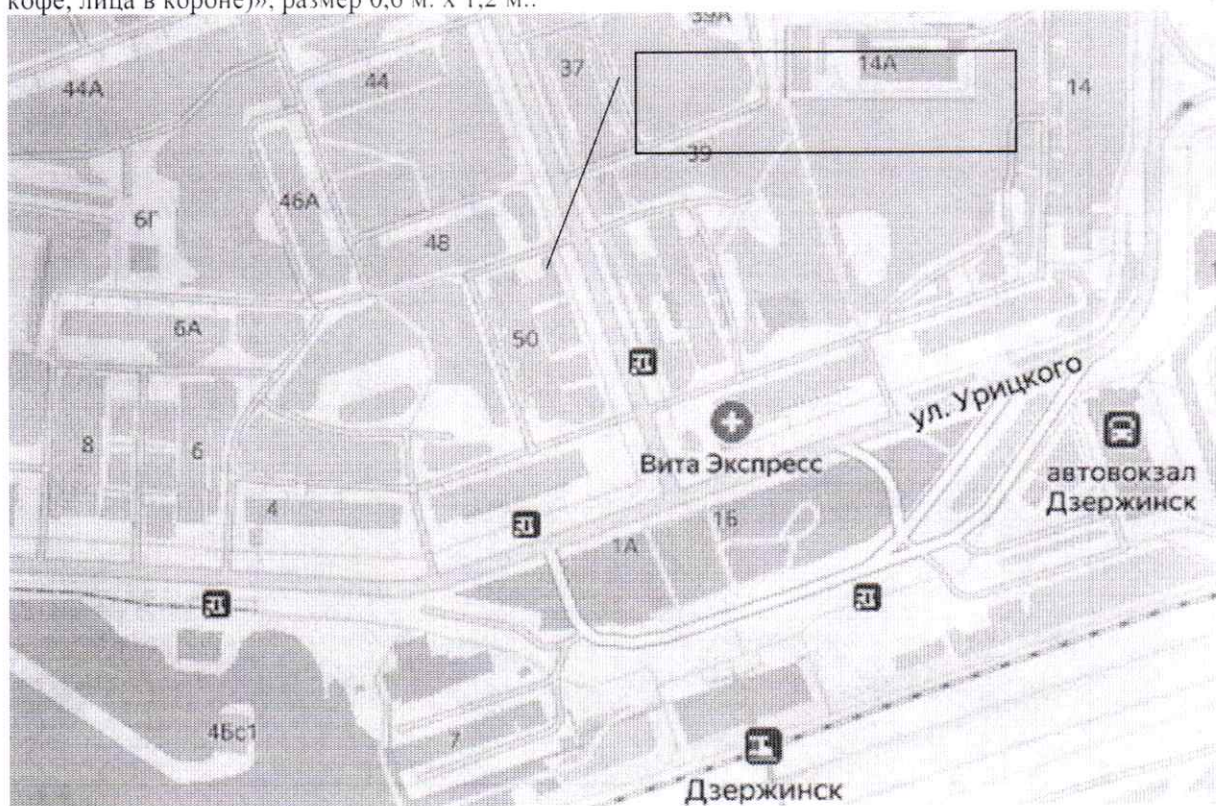 кофе, лица в короне)», размер 0,6 м. х 1,2 м..
39А
44А
44
37
14А
14
39
46А
6Г
48
6А
50
ул. Урицкого
8
6
Вита Экспресс
автовокзал
Дзержинск
4
1Б
1А
4Бс1
7
Дзержинск